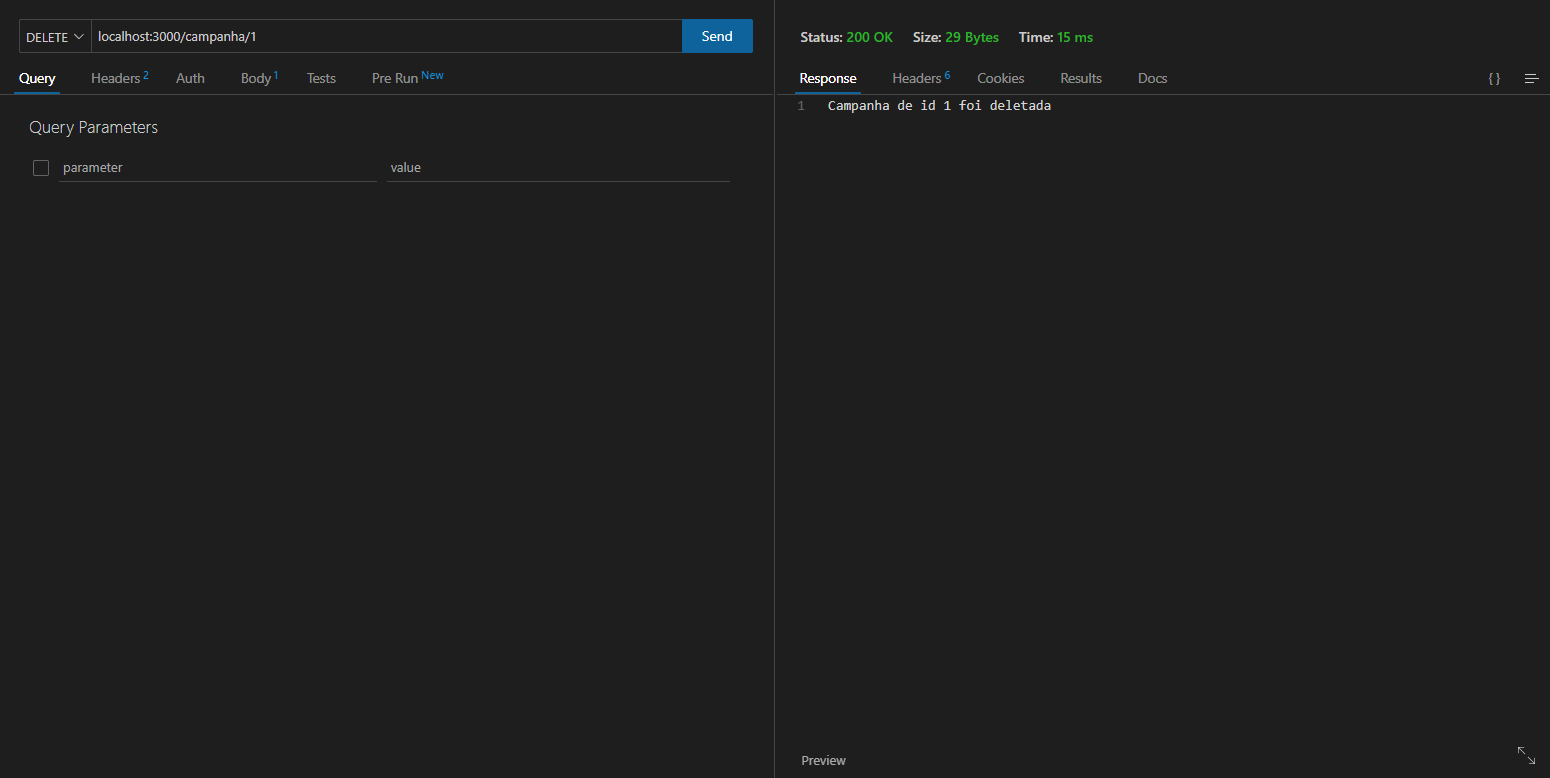 DELETE localhost:3000/campanha/1 Send
Query Headers 2 Auth Body 1 Tests Pre Run New
Query Parameters
parameter value
Status: 200 OK Size: 29 Bytes Time: 15 ms
Response Headers 6 Cookies Results Docs {}
1 Campanha de id 1 foi deletada
Preview